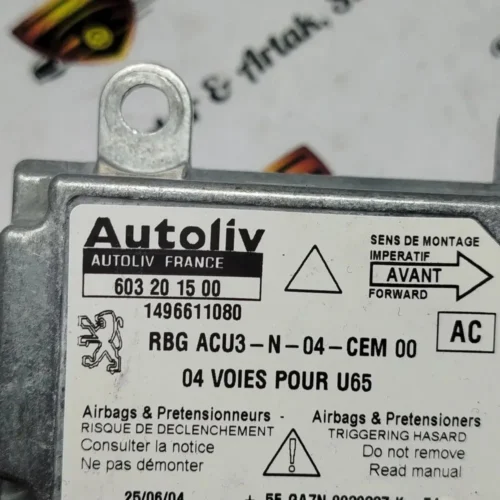 & Artak, S
Autoliv
AUTOLIV FRANCE
603 20 15 00
1496611080
SENS DE MONTAGE
IMPERATIF
AVANT
FORWARD
AC
RBG ACU3-N-04-CEM 00
04 VOIES POUR U65
Airbags & Pretensionneurs -
RISQUE DE DECLENCHEMENT
Consulter la notice
Ne pas démonter
Airbags & Pretensioners
TRIGGERING HASARD
Do not remove
Read manual
25/06/04